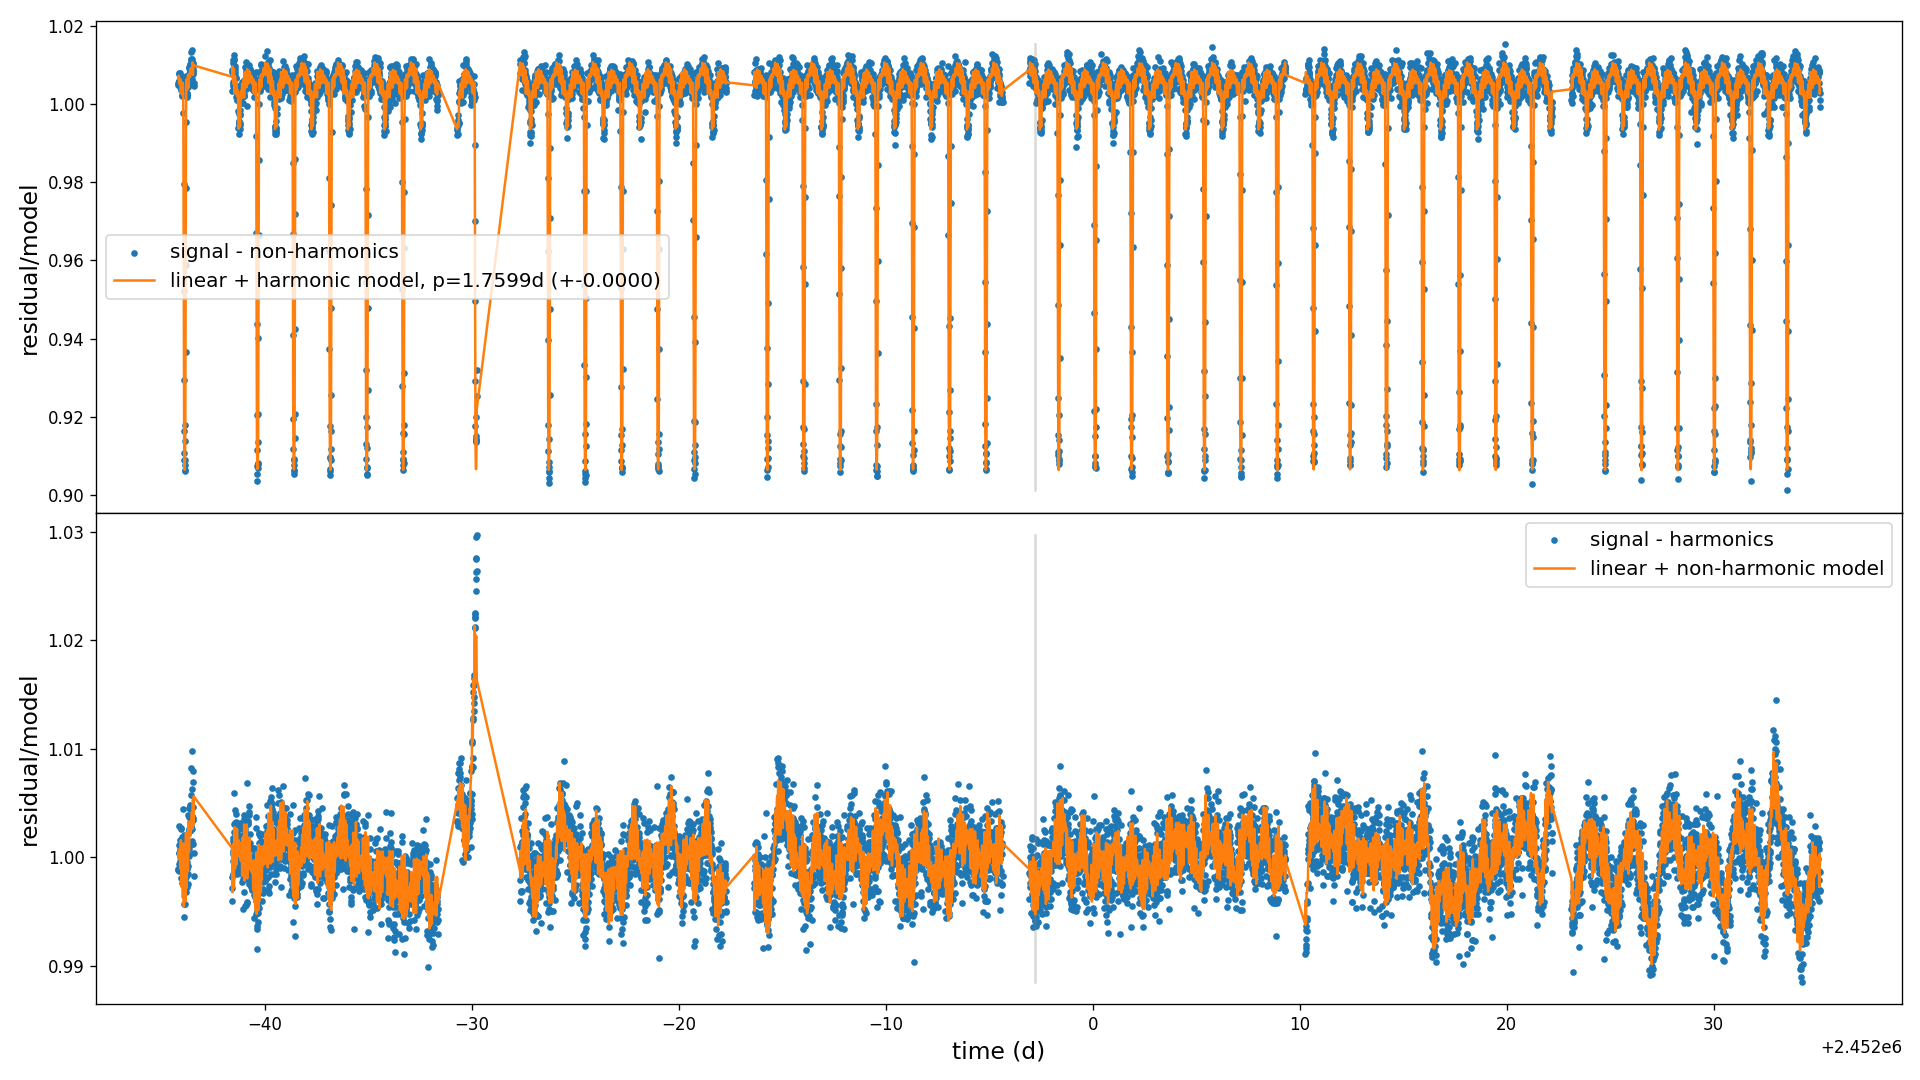 1.02
1.00
0.98
0.96
0.94
0.92
0.90
residual/model
signal - non-harmonics
linear + harmonic model, p=1.7599d (+-0.0000)
1.03
1.02
1.01
1.00
0.99
residual/model
signal - harmonics
linear + non-harmonic model
−40
−30
−20
−10
0
10
20
30
time (d)
+2.452e6